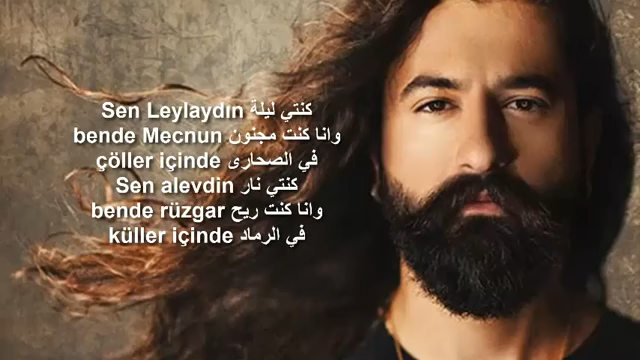 Sen Leylaydın كنتي ليلة
bende Mecnun وانا كنت مجنون
çöller içinde في الصحارى
Sen alevdin كنتي نار
bende rüzgar وانا كنت ريح
küller içinde في الرماد